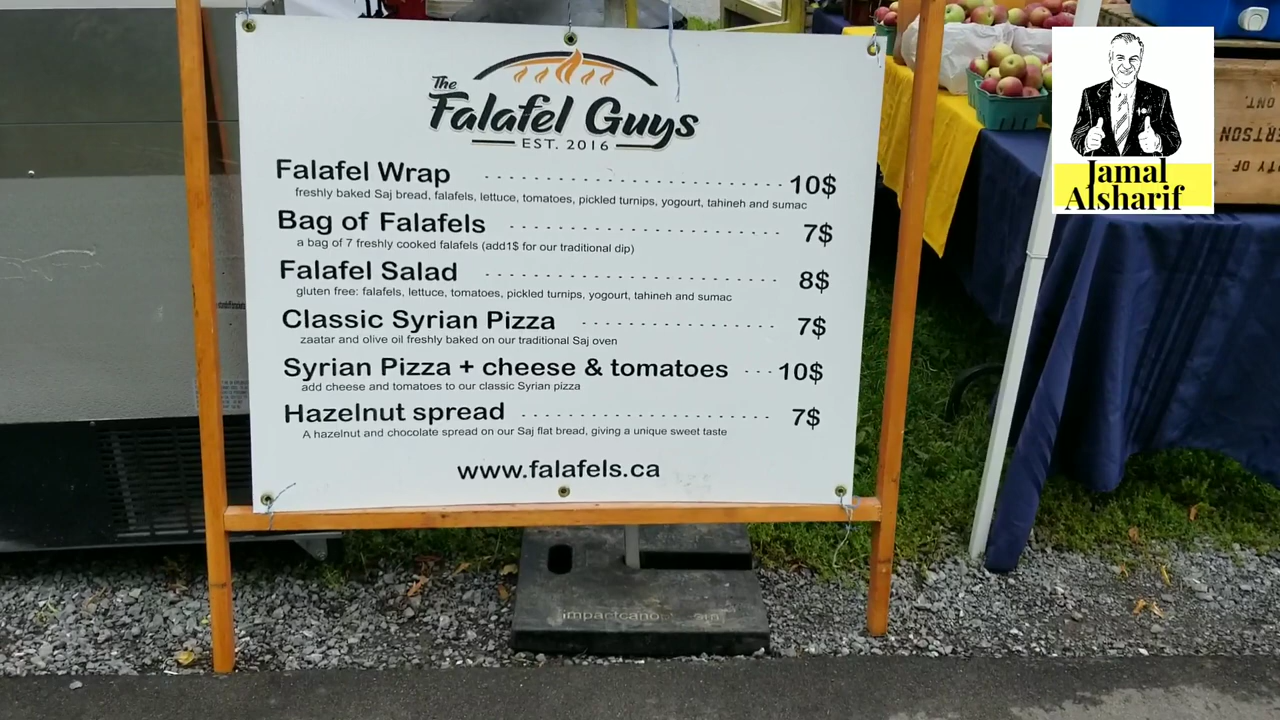 The
Falafel Guys
EST. 2016
Falafel Wrap 10$
freshly baked Saj bread, falafels, lettuce, tomatoes, pickled turnips, yogourt, tahineh and sumac
Bag of Falafels 7$
a bag of 7 freshly cooked falafels (add1$ for our traditional dip)
Falafel Salad 8$
gluten free: falafels, lettuce, tomatoes, pickled turnips, yogourt, tahineh and sumac
Classic Syrian Pizza 7$
zaatar and olive oil freshly baked on our traditional Saj oven
Syrian Pizza + cheese & tomatoes 10$
add cheese and tomatoes to our classic Syrian pizza
Hazelnut spread 7$
A hazelnut and chocolate spread on our Saj flat bread, giving a unique sweet taste
www.falafels.ca
Jamal
Alsharif
ONT.
RTSON
TY OF